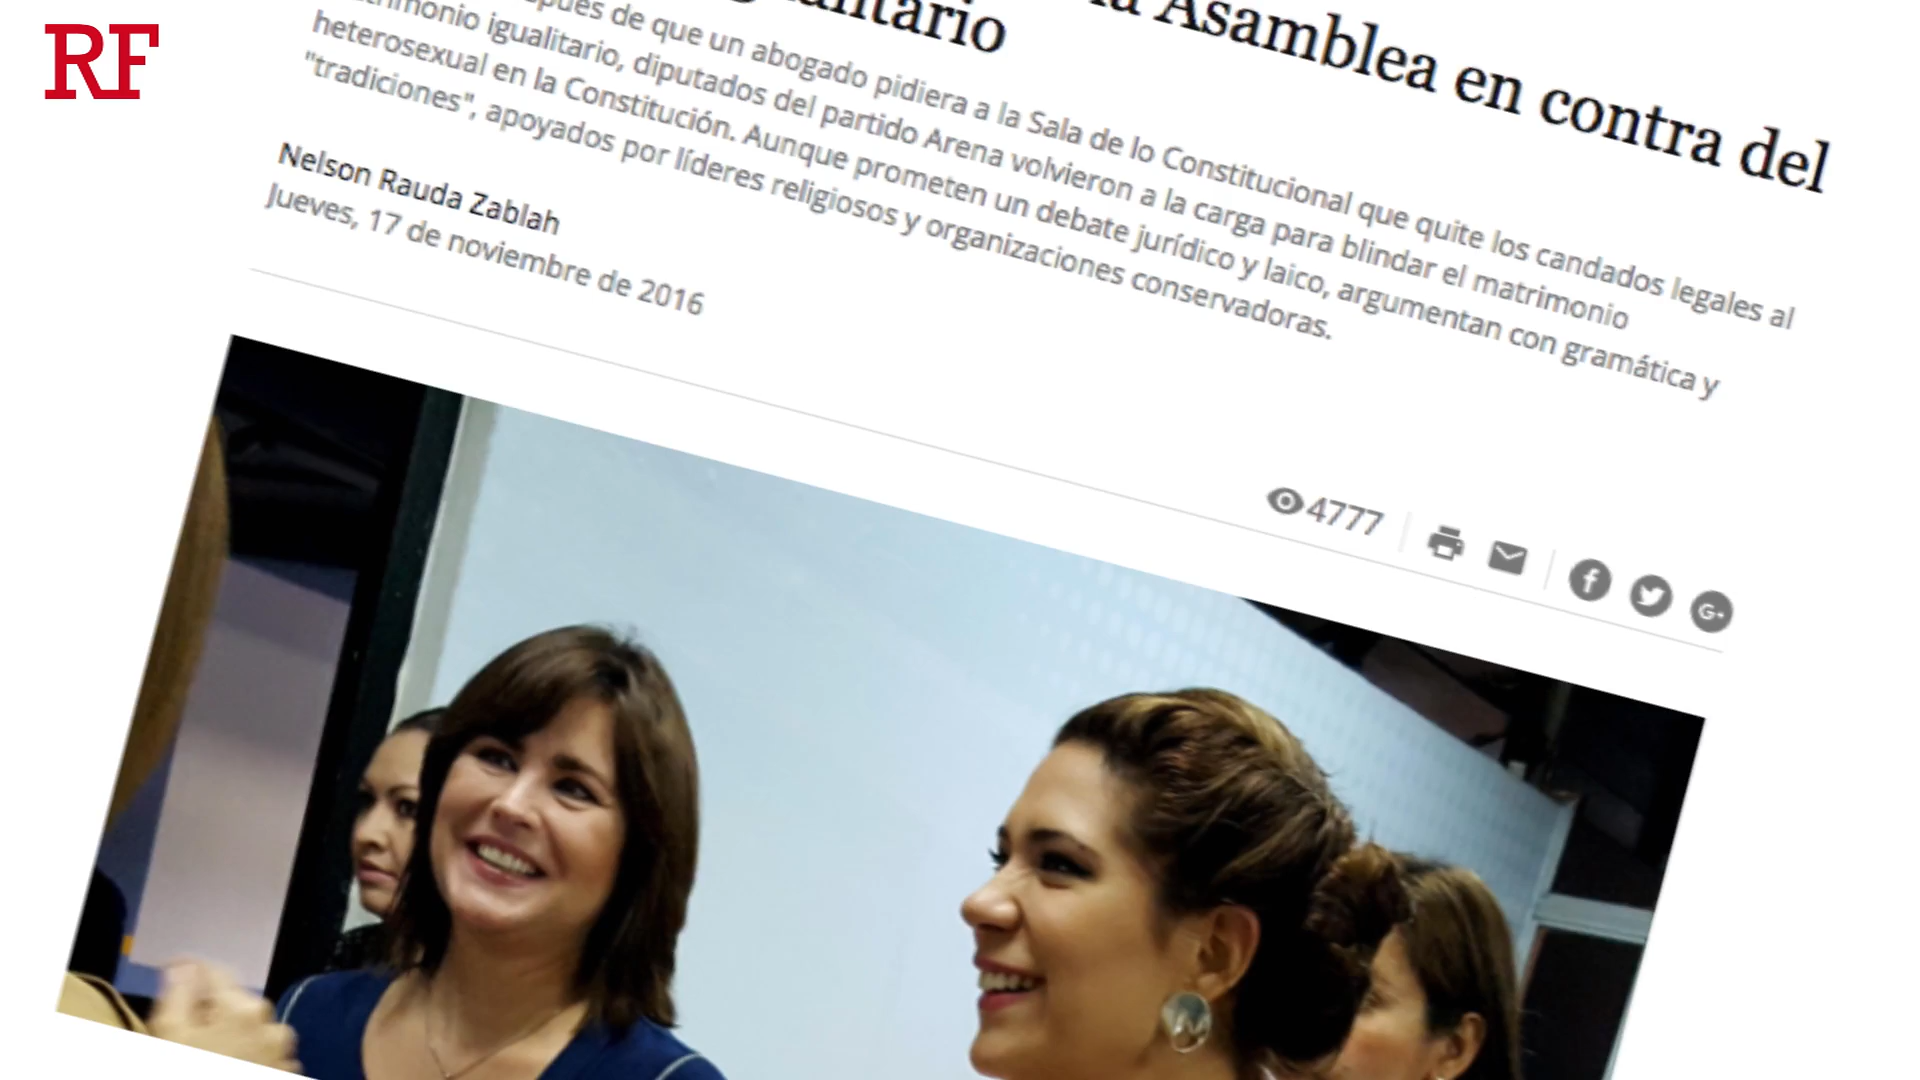 RF
la Asamblea en contra del
pués de que un abogado pidiera a la Sala de lo Constitucional que quite los candados legales al
igualitario, diputados del partido Arena volvieron a la carga para blindar el matrimonio
heterosexual en la Constitución. Aunque prometen un debate jurídico y laico, argumentan con gramática y
"tradiciones", apoyados por líderes religiosos y organizaciones conservadoras.
Nelson Rauda Zablah
Jueves, 17 de noviembre de 2016
4777